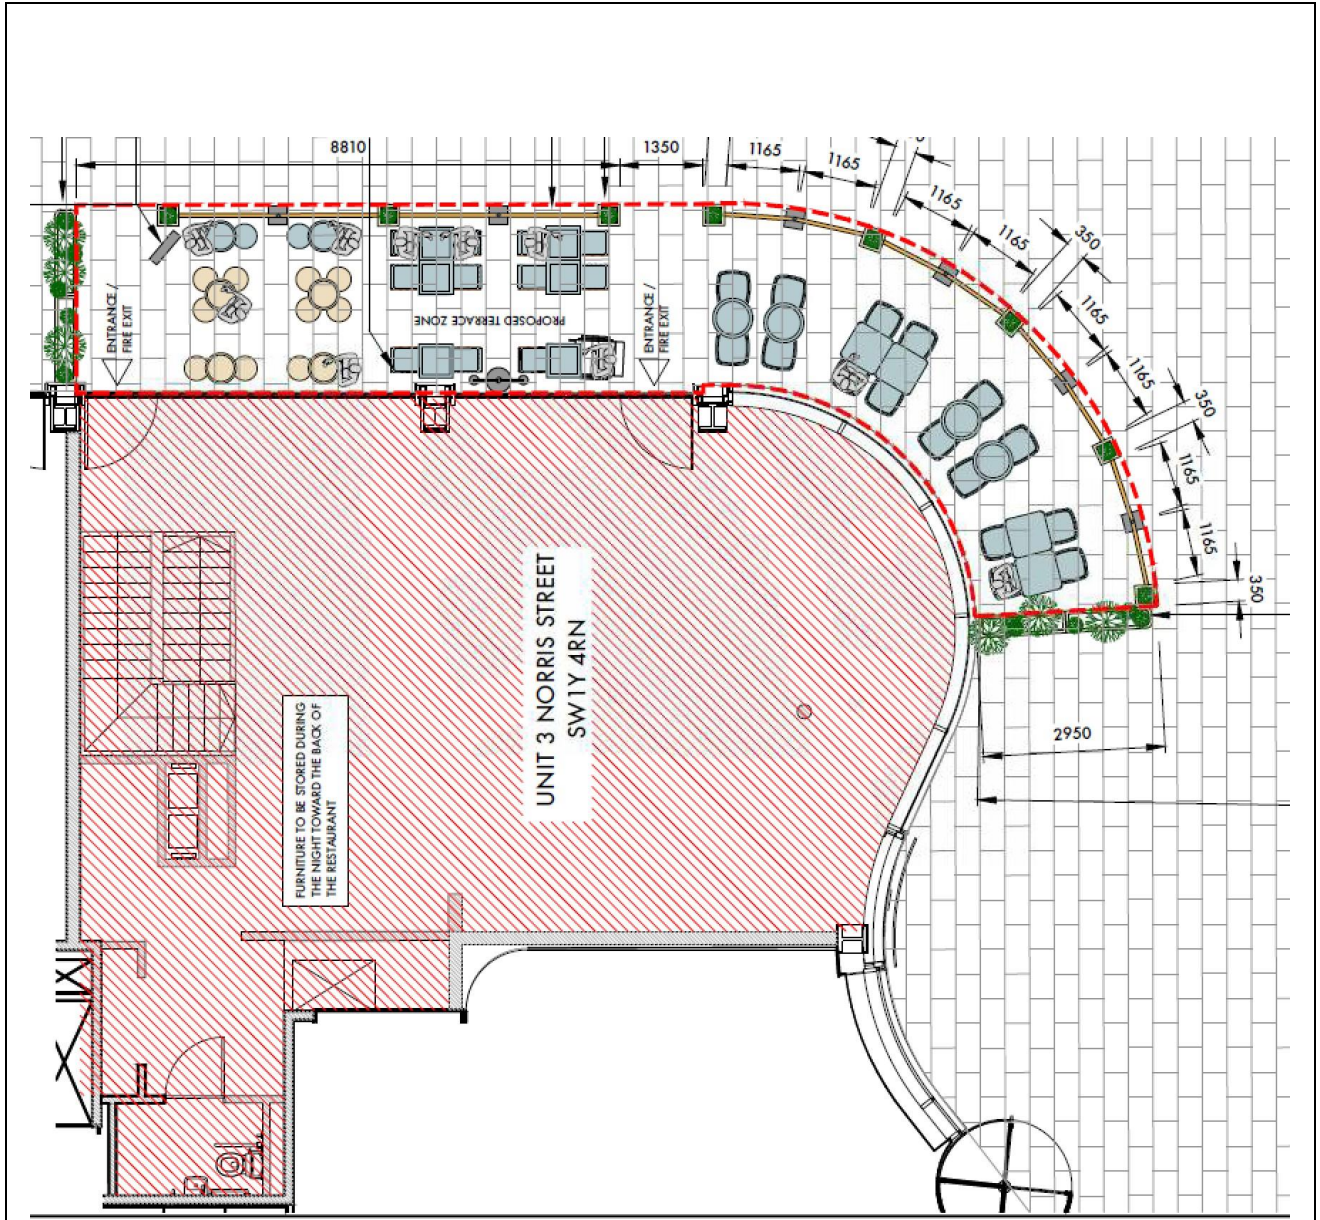 8810
1350
1165
1165
1165
1165
350
1165
1165
350
1165
1165
350
ENTRANCE /
FIRE EXIT
PROPOSED TERRACE ZONE
ENTRANCE /
FIRE EXIT
UNIT 3 NORRIS STREET
SW1Y 4RN
FURNITURE TO BE STORED DURING
THE NIGHT TOWARD THE BACK OF
THE RESTAURANT
2950